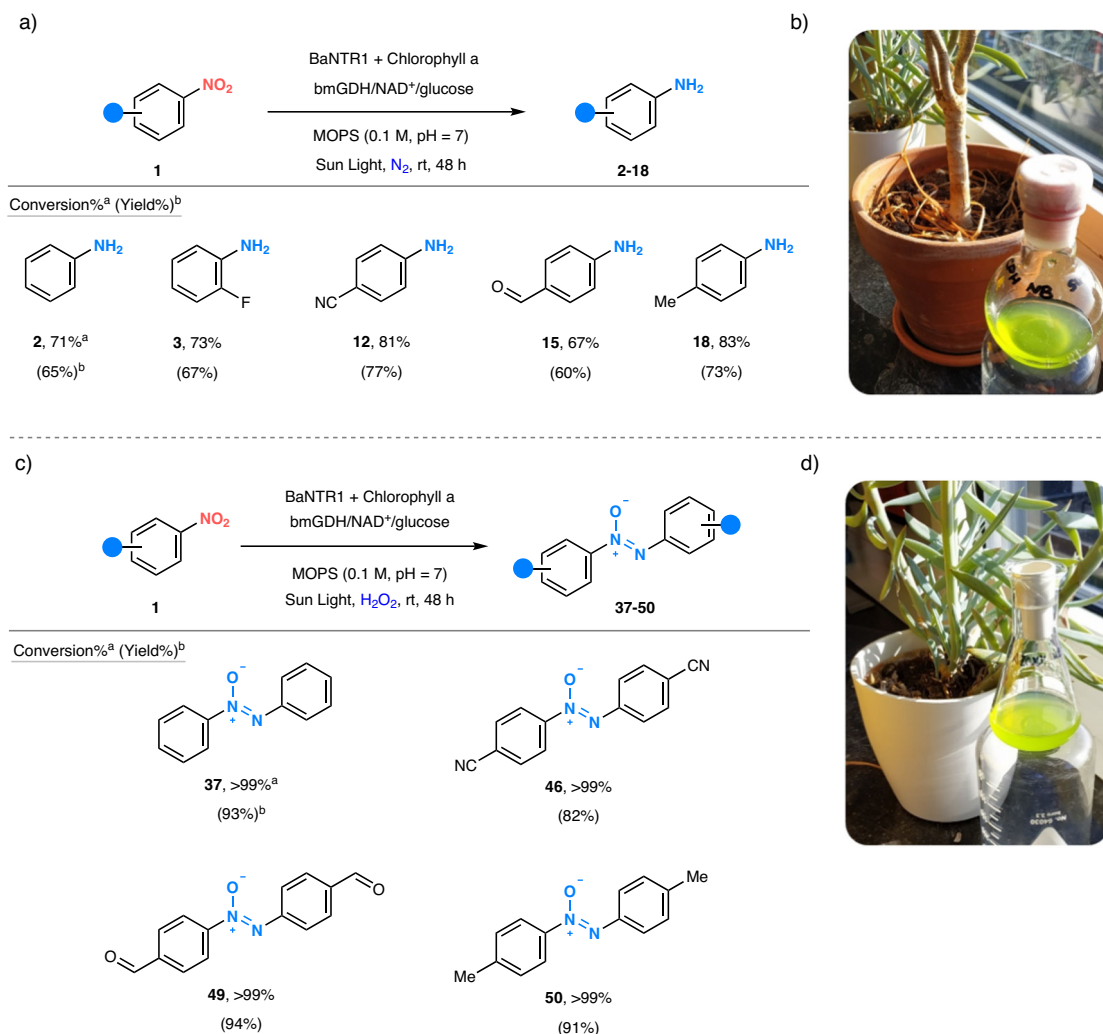 a)
b)
NO2
BaNTR1 + Chlorophyll a
bmGDH/NAD+/glucose
MOPS (0.1 M, pH = 7)
Sun Light, N2, rt, 48 h
NH2
1
2-18
Conversion%a (Yield%)b
NH2
NH2
F
NH2
NC
NH2
O
NH2
Me
2, 71%a
3, 73%
12, 81%
15, 67%
18, 83%
(65%)b
(67%)
(77%)
(60%)
(73%)
c)
d)
NO2
BaNTR1 + Chlorophyll a
bmGDH/NAD+/glucose
MOPS (0.1 M, pH = 7)
Sun Light, H2O2, rt, 48 h
O−
N+
N
1
37-50
Conversion%a (Yield%)b
O−
N+
N
37, >99%a
(93%)b
O−
N+
N
CN
NC
46, >99%
(82%)
O−
N+
N
O
O
49, >99%
(94%)
O−
N+
N
Me
Me
50, >99%
(91%)